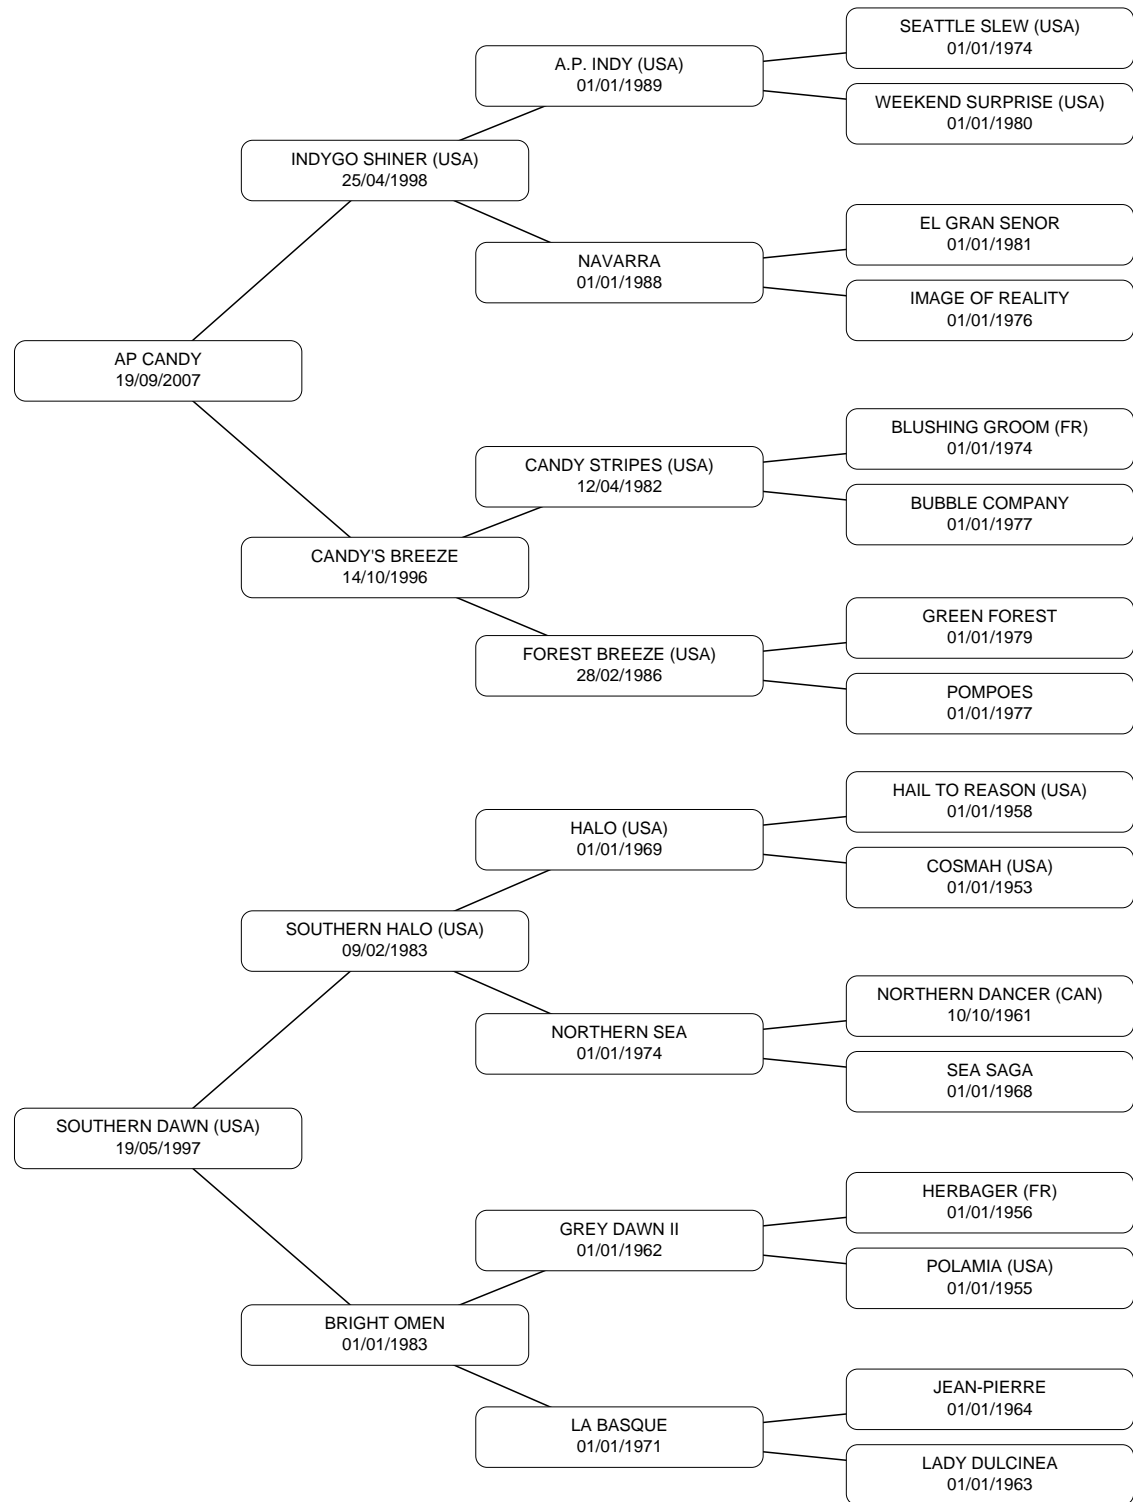 SEATTLE SLEW (USA)
01/01/1974
A.P. INDY (USA)
01/01/1989
WEEKEND SURPRISE (USA)
01/01/1980
INDYGO SHINER (USA)
25/04/1998
EL GRAN SENOR
01/01/1981
NAVARRA
01/01/1988
IMAGE OF REALITY
01/01/1976
AP CANDY
19/09/2007
BLUSHING GROOM (FR)
01/01/1974
CANDY STRIPES (USA)
12/04/1982
BUBBLE COMPANY
01/01/1977
CANDY'S BREEZE
14/10/1996
GREEN FOREST
01/01/1979
FOREST BREEZE (USA)
28/02/1986
POMPOES
01/01/1977
HAIL TO REASON (USA)
01/01/1958
HALO (USA)
01/01/1969
COSMAH (USA)
01/01/1953
SOUTHERN HALO (USA)
09/02/1983
NORTHERN DANCER (CAN)
10/10/1961
NORTHERN SEA
01/01/1974
SEA SAGA
01/01/1968
SOUTHERN DAWN (USA)
19/05/1997
HERBAGER (FR)
01/01/1956
GREY DAWN II
01/01/1962
POLAMIA (USA)
01/01/1955
BRIGHT OMEN
01/01/1983
JEAN-PIERRE
01/01/1964
LA BASQUE
01/01/1971
LADY DULCINEA
01/01/1963